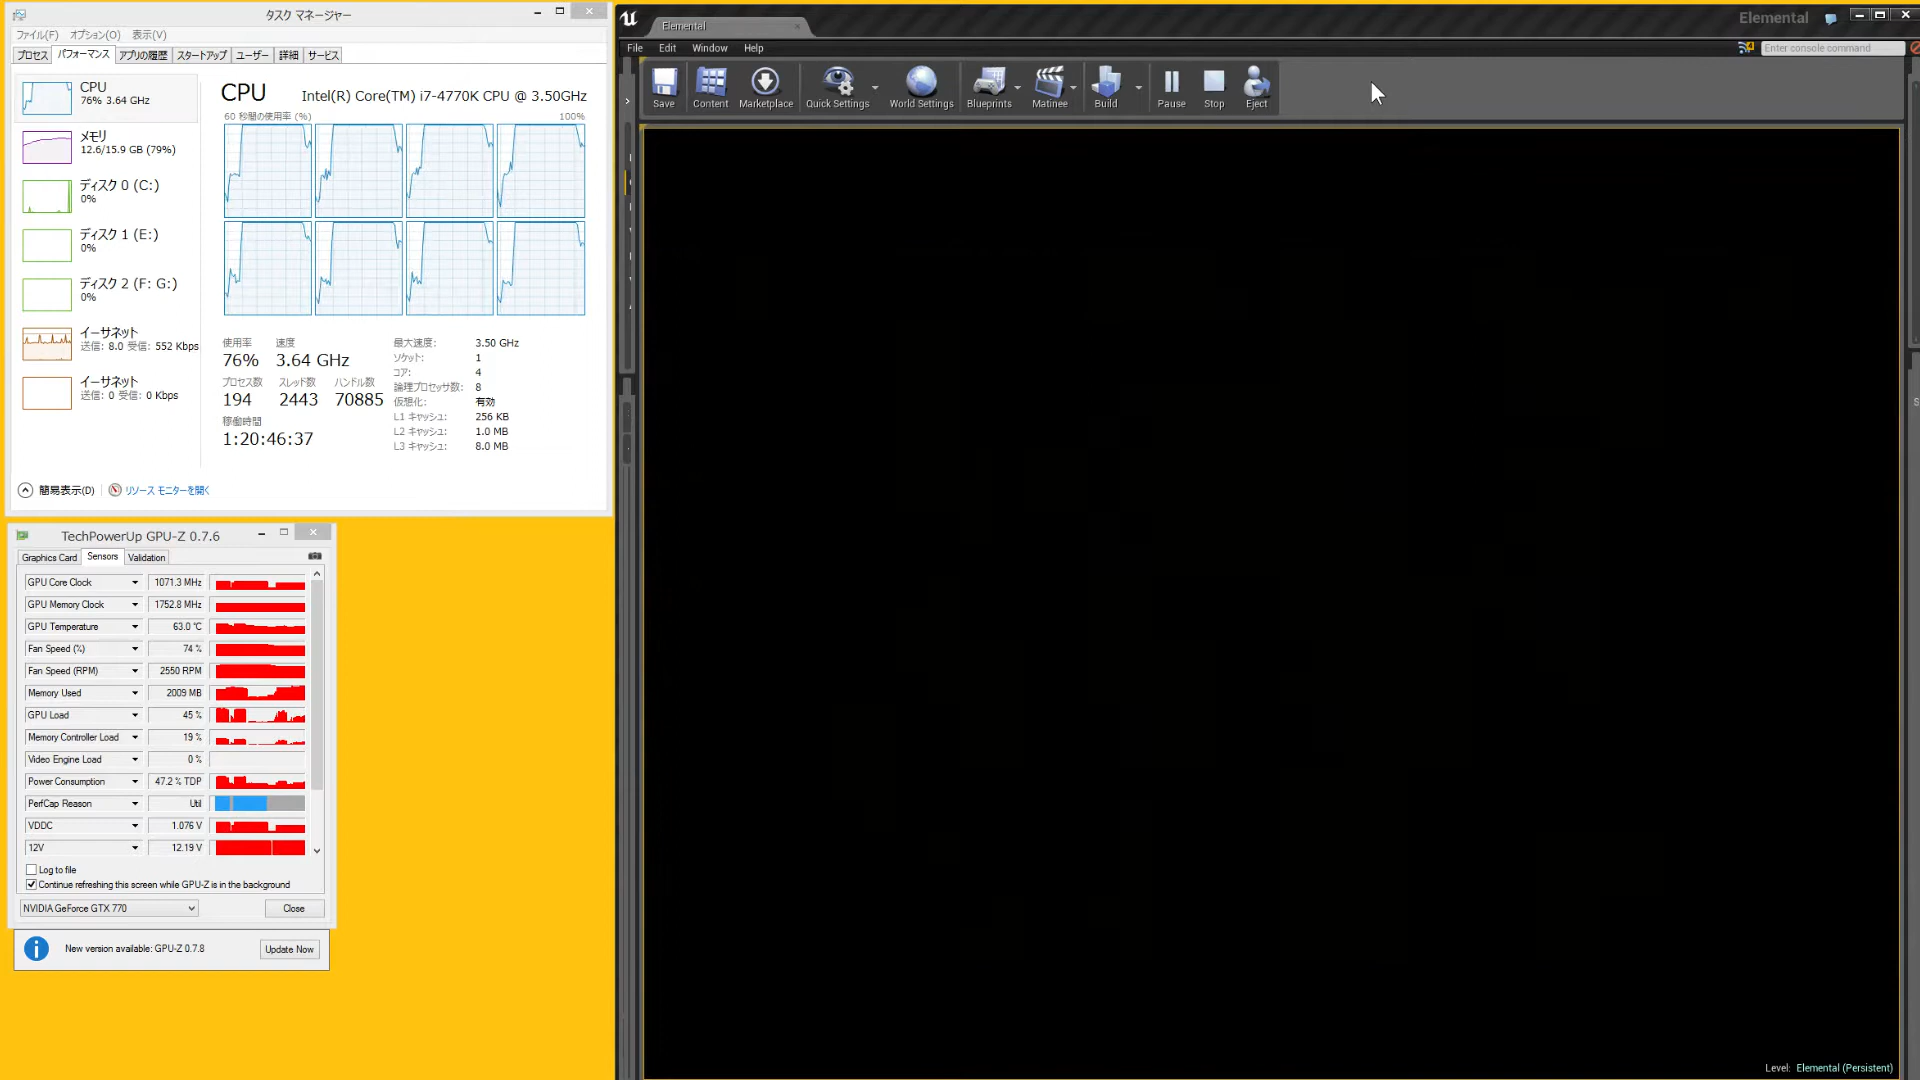 タスク マネージャー
ファイル(F) オプション(O) 表示(V)
プロセス パフォーマンス アプリの履歴 スタートアップ ユーザー 詳細 サービス
CPU
76% 3.64 GHz
メモリ
12.6/15.9 GB (79%)
ディスク 0 (C:)
0%
ディスク 1 (E:)
0%
ディスク 2 (F: G:)
0%
イーサネット
送信: 8.0 受信: 552 Kbps
イーサネット
送信: 0 受信: 0 Kbps
CPU Intel(R) Core(TM) i7-4770K CPU @ 3.50GHz
60 秒間の使用率 (%) 100%
使用率 速度
76% 3.64 GHz
プロセス数 スレッド数 ハンドル数
194 2443 70885
稼働時間
1:20:46:37
最大速度: 3.50 GHz
ソケット: 1
コア: 4
論理プロセッサ数: 8
仮想化: 有効
L1 キャッシュ: 256 KB
L2 キャッシュ: 1.0 MB
L3 キャッシュ: 8.0 MB
簡易表示(D) リソース モニターを開く
TechPowerUp GPU-Z 0.7.6
Graphics Card Sensors Validation
GPU Core Clock 1071.3 MHz
GPU Memory Clock 1752.8 MHz
GPU Temperature 63.0 °C
Fan Speed (%) 74 %
Fan Speed (RPM) 2550 RPM
Memory Used 2009 MB
GPU Load 45 %
Memory Controller Load 19 %
Video Engine Load 0 %
Power Consumption 47.2 % TDP
PerfCap Reason Util
VDDC 1.076 V
12V 12.19 V
Log to file
Continue refreshing this screen while GPU-Z is in the background
NVIDIA GeForce GTX 770 Close
New version available: GPU-Z 0.7.8 Update Now
Elemental
Elemental
File Edit Window Help
Enter console command
Save Content Marketplace Quick Settings World Settings Blueprints Matinee Build Pause Stop Eject
Level: Elemental (Persistent)